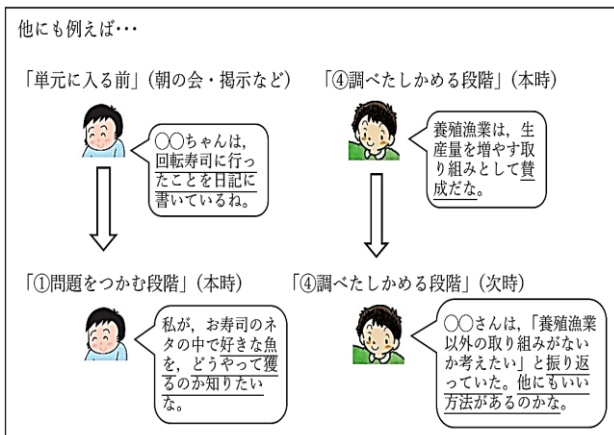 他にも例えば･･･
「単元に入る前」（朝の会・掲示など）
〇〇ちゃんは，
回転寿司に行っ
たことを日記に
書いているね。
「①問題をつかむ段階」（本時）
私が，お寿司のネ
タの中で好きな魚
を，どうやって獲
るのか知りたい
な。
「④調べたしかめる段階」（本時）
養殖漁業は，生
産量を増やす取
り組みとして賛
成だな。
「④調べたしかめる段階」（次時）
〇〇さんは，「養殖漁業
以外の取り組みがない
か考えたい」と振り返
っていた。他にもいい
方法があるのかな。